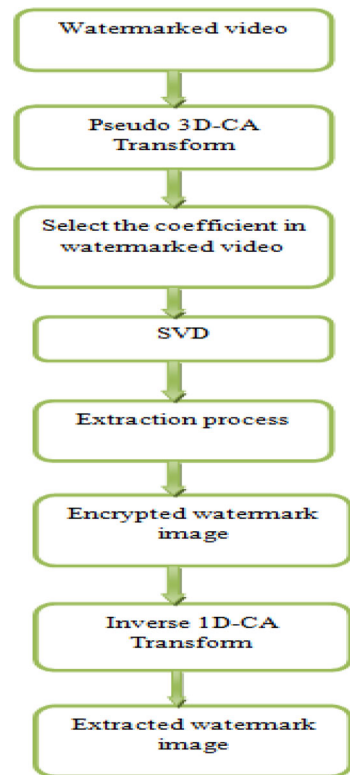 Watermarked video
Pseudo 3D-CA
Transform
Select the coefficient in
watermarked video
SVD
Extraction process
Encrypted watermark
image
Inverse 1D-CA
Transform
Extracted watermark
image